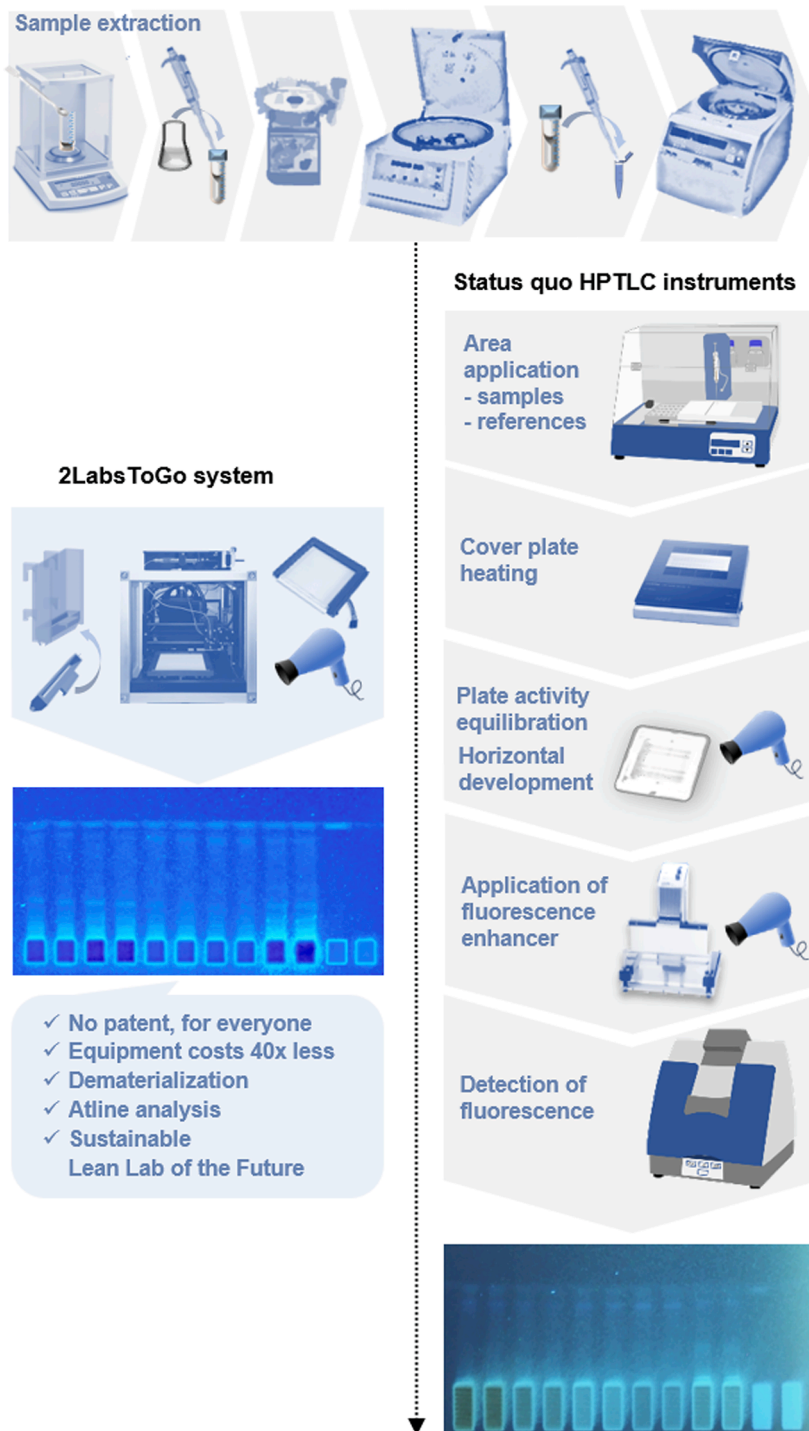 Sample extraction
Status quo HPTLC instruments
Area
application
- samples
- references
2LabsToGo system
Cover plate
heating
Plate activity
equilibration
Horizontal
development
Application of
fluorescence
enhancer
✓ No patent, for everyone
✓ Equipment costs 40x less
✓ Dematerialization
✓ Atline analysis
✓ Sustainable
Lean Lab of the Future
Detection of
fluorescence